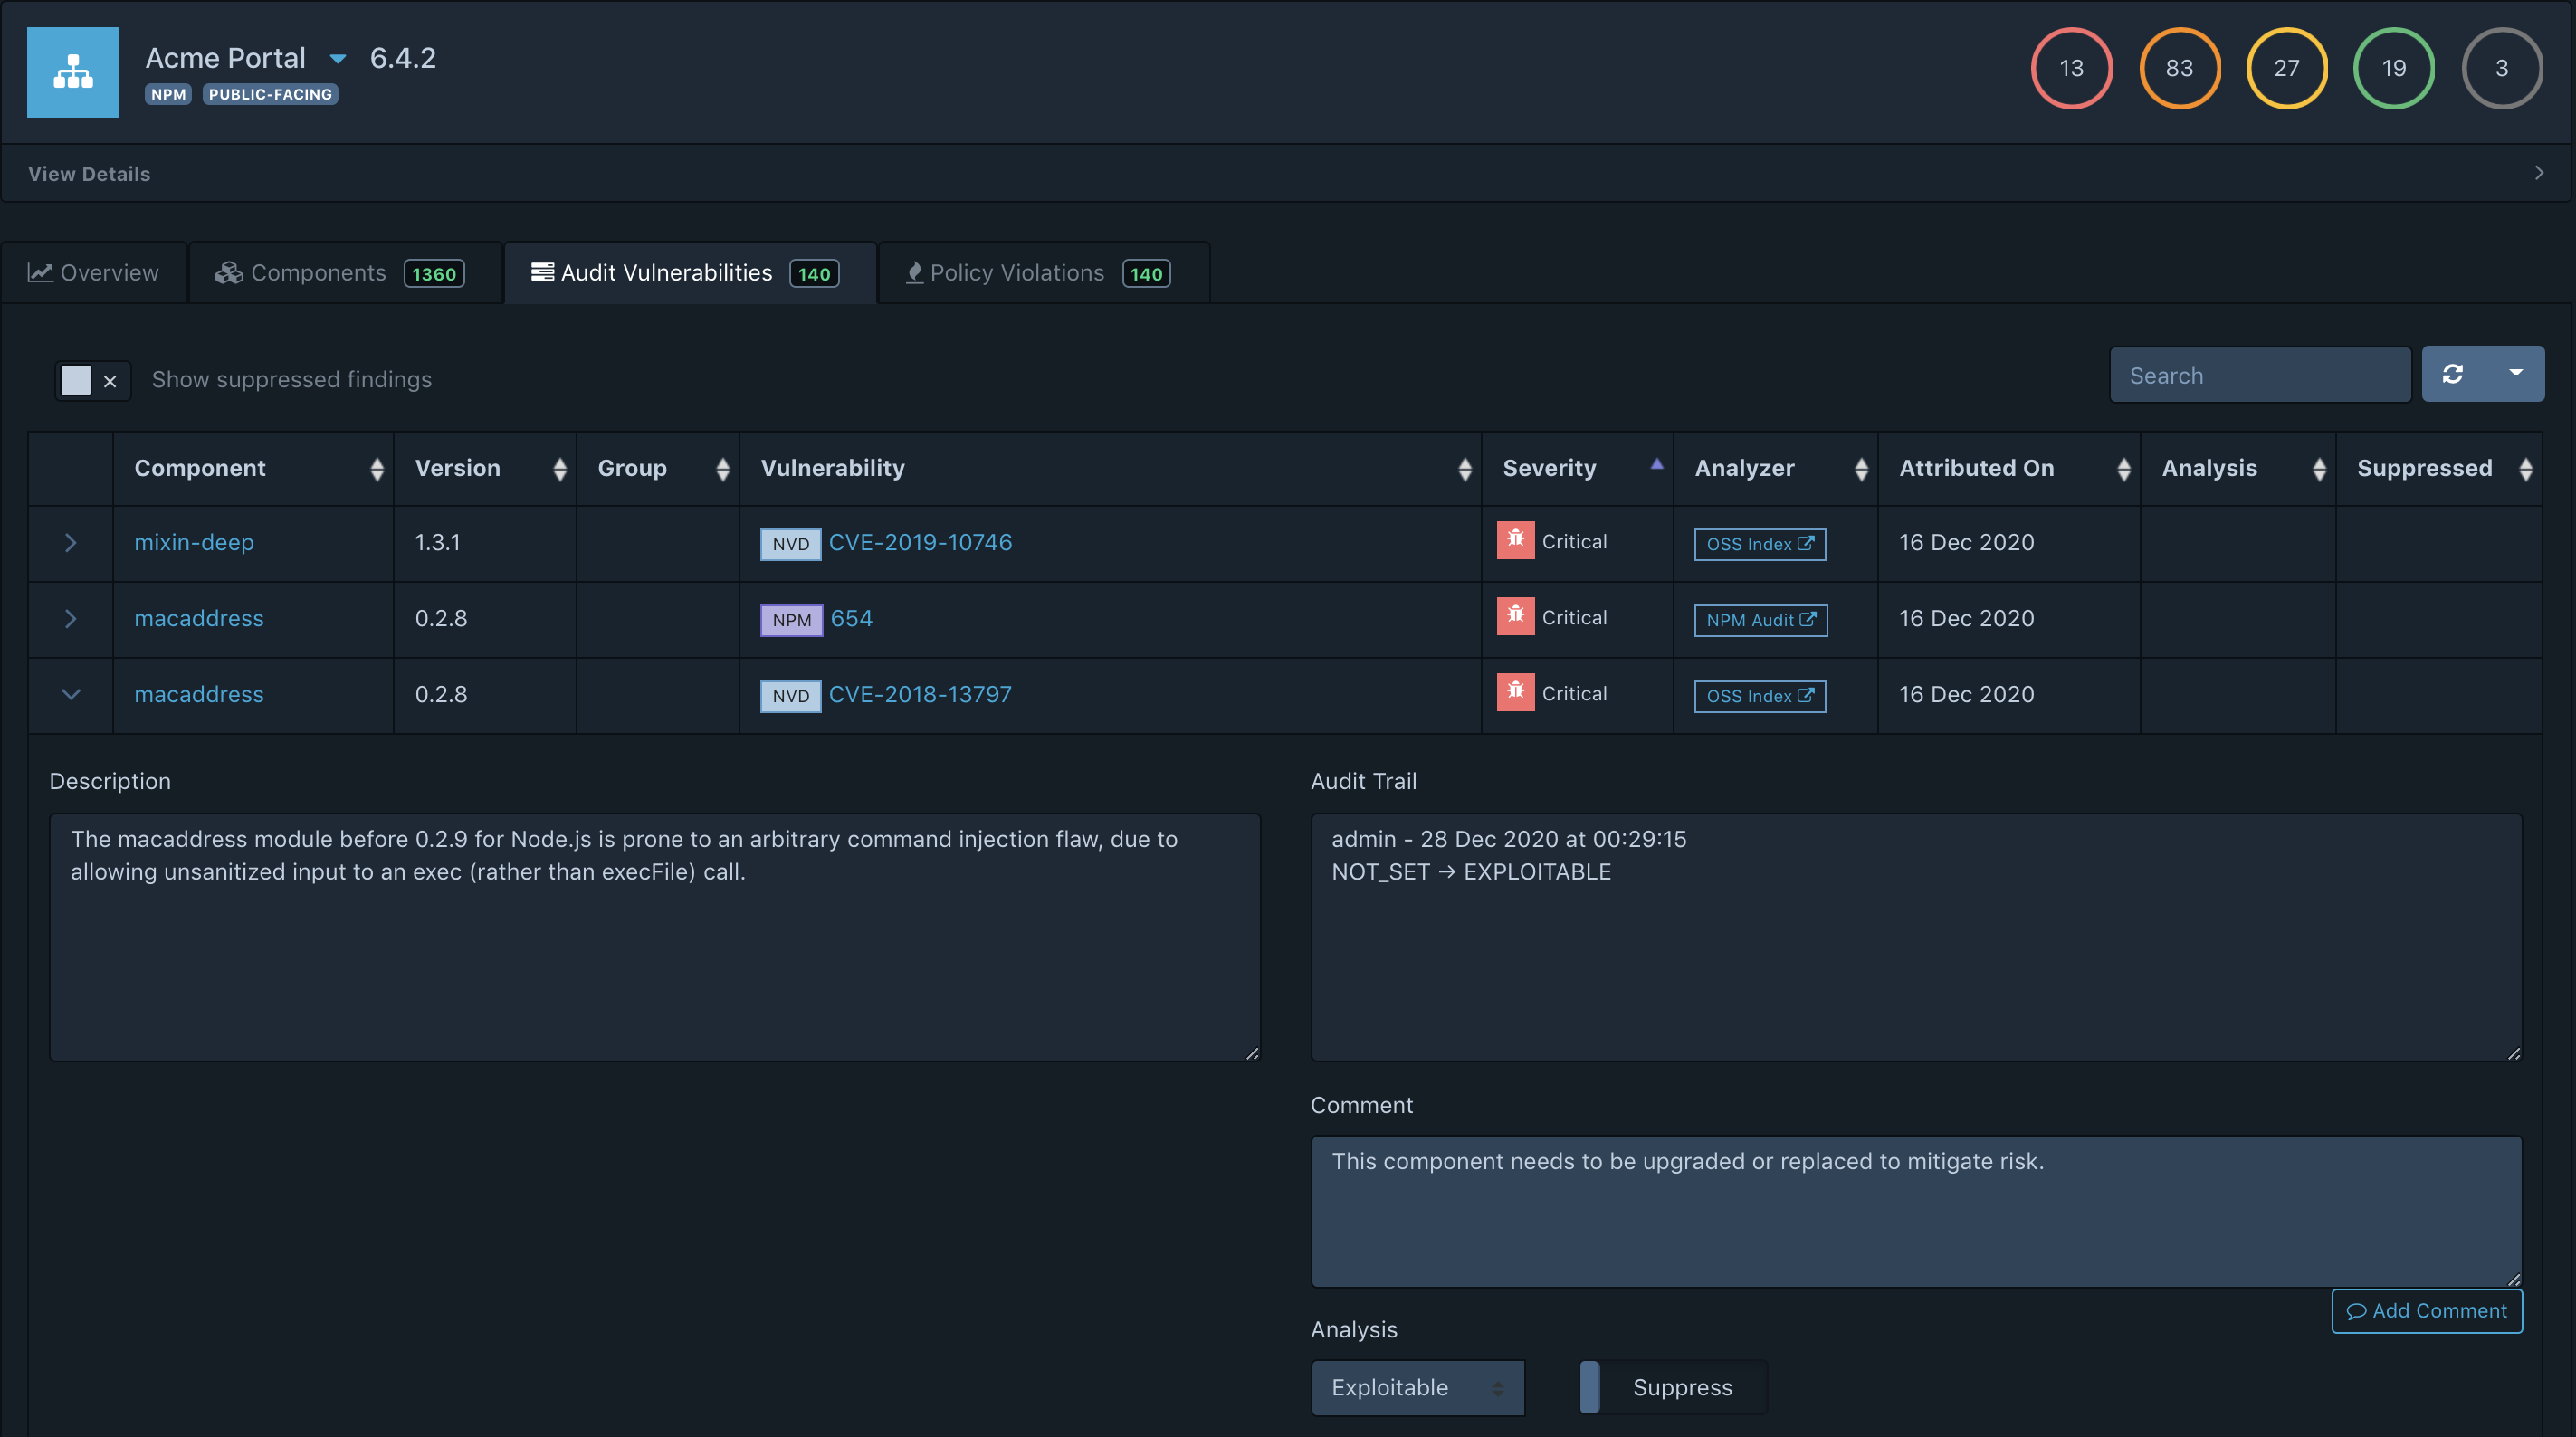 Acme Portal 6.4.2
NPM PUBLIC-FACING
13 83 27 19 3
View Details
Overview Components 1360 Audit Vulnerabilities 140 Policy Violations 140
Show suppressed findings
Search
Component Version Group Vulnerability Severity Analyzer Attributed On Analysis Suppressed
mixin-deep 1.3.1 NVD CVE-2019-10746 Critical OSS Index 16 Dec 2020
macaddress 0.2.8 NPM 654 Critical NPM Audit 16 Dec 2020
macaddress 0.2.8 NVD CVE-2018-13797 Critical OSS Index 16 Dec 2020
Description
The macaddress module before 0.2.9 for Node.js is prone to an arbitrary command injection flaw, due to
allowing unsanitized input to an exec (rather than execFile) call.
Audit Trail
admin - 28 Dec 2020 at 00:29:15
NOT_SET → EXPLOITABLE
Comment
This component needs to be upgraded or replaced to mitigate risk.
Add Comment
Analysis
Exploitable Suppress